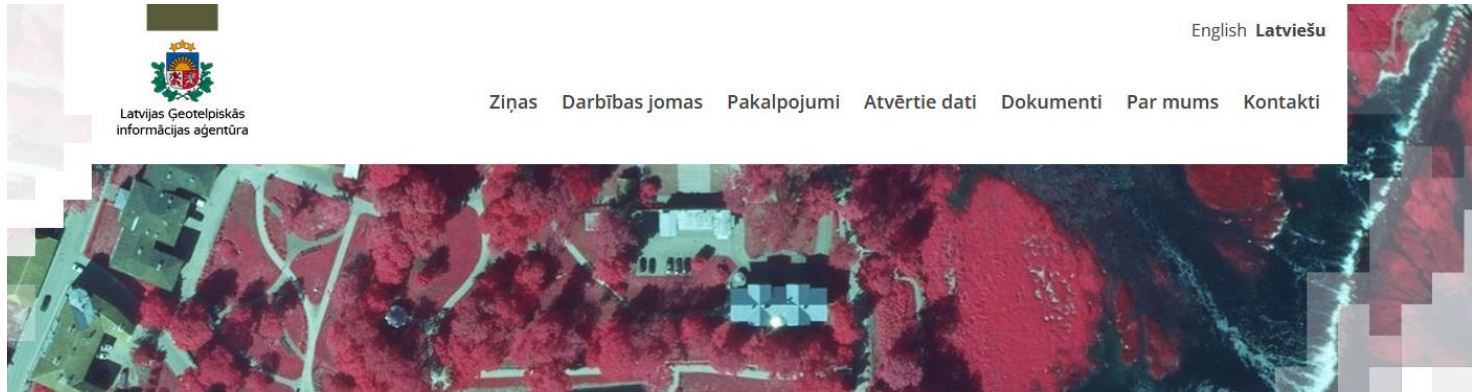 English Latviešu
Latvijas Ģeotelpiskās
informācijas aģentūra
Ziņas Darbības jomas Pakalpojumi Atvērtie dati Dokumenti Par mums Kontakti